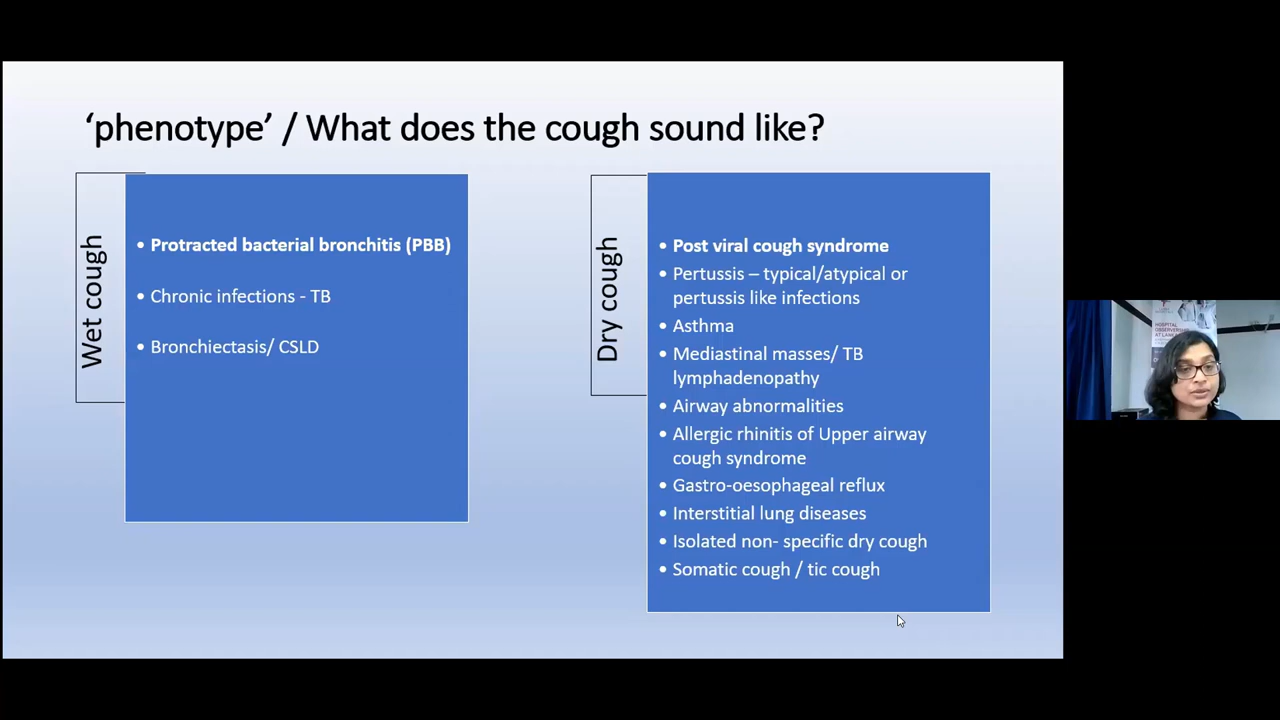 ‘phenotype’ / What does the cough sound like?
Wet cough
• Protracted bacterial bronchitis (PBB)
• Chronic infections - TB
• Bronchiectasis/ CSLD
Dry cough
• Post viral cough syndrome
• Pertussis – typical/atypical or
pertussis like infections
• Asthma
• Mediastinal masses/ TB
lymphadenopathy
• Airway abnormalities
• Allergic rhinitis of Upper airway
cough syndrome
• Gastro-oesophageal reflux
• Interstitial lung diseases
• Isolated non- specific dry cough
• Somatic cough / tic cough
HOSPITAL